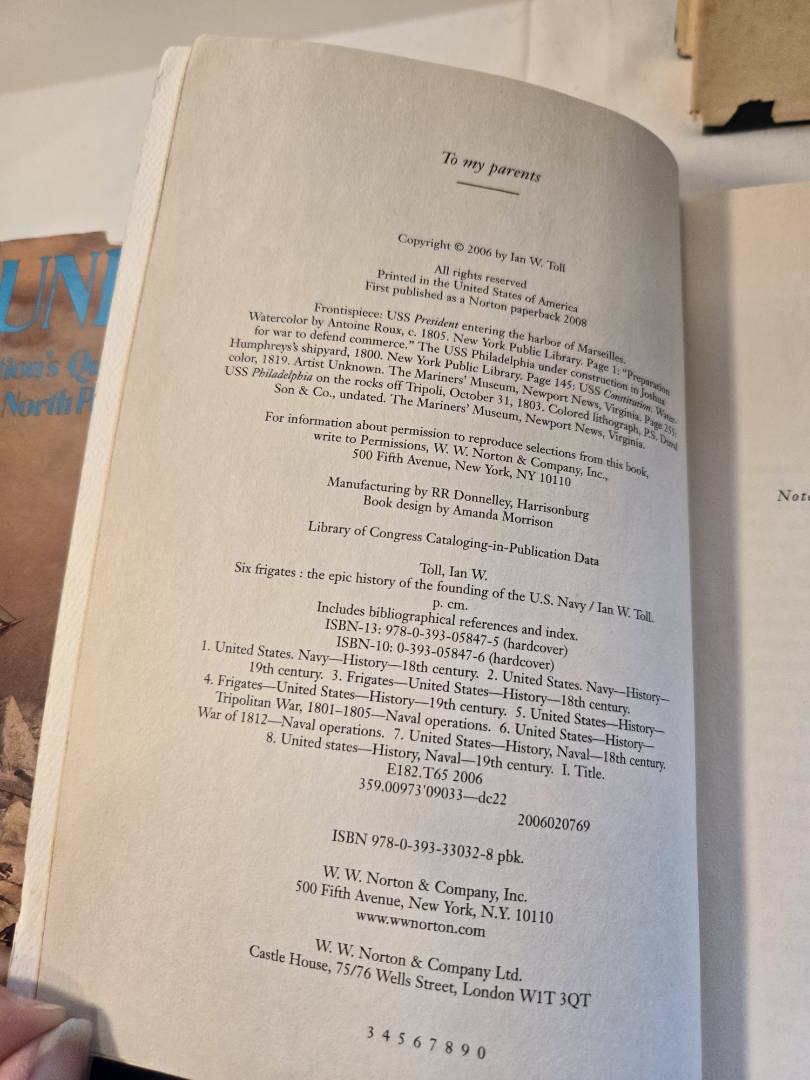 To my parents
Copyright © 2006 by Ian W. Toll
All rights reserved
Printed in the United States of America
First published as a Norton paperback 2008
Frontispiece: USS President entering the harbor of Marseilles.
Watercolor by Antoine Roux, c. 1805. New York Public Library. Page 1: "Preparation
for war to defend commerce." The USS Philadelphia under construction in Joshua
Humphreys's shipyard, 1800. New York Public Library. Page 145: USS Constitution. Water-
color, 1819. Artist Unknown. The Mariners' Museum, Newport News, Virginia. Page 255:
USS Philadelphia on the rocks off Tripoli, October 31, 1803. Colored lithograph, P.S. Duval
Son & Co., undated. The Mariners' Museum, Newport News, Virginia.
For information about permission to reproduce selections from this book,
write to Permissions, W. W. Norton & Company, Inc.,
500 Fifth Avenue, New York, NY 10110
Manufacturing by RR Donnelley, Harrisonburg
Book design by Amanda Morrison
Library of Congress Cataloging-in-Publication Data
Toll, Ian W.
Six frigates : the epic history of the founding of the U.S. Navy / Ian W. Toll.
p. cm.
Includes bibliographical references and index.
ISBN-13: 978-0-393-05847-5 (hardcover)
ISBN-10: 0-393-05847-6 (hardcover)
1. United States. Navy—History—18th century. 2. United States. Navy—History—
19th century. 3. Frigates—United States—History—18th century.
4. Frigates—United States—History—19th century. 5. United States—History—
Tripolitan War, 1801–1805—Naval operations. 6. United States—History—
War of 1812—Naval operations. 7. United States—History, Naval—18th century.
8. United states—History, Naval—19th century. I. Title.
E182.T65 2006
359.00973'09033—dc22
2006020769
ISBN 978-0-393-33032-8 pbk.
W. W. Norton & Company, Inc.
500 Fifth Avenue, New York, N.Y. 10110
www.wwnorton.com
W. W. Norton & Company Ltd.
Castle House, 75/76 Wells Street, London W1T 3QT
3 4 5 6 7 8 9 0
UN
tion's Qu
North P
Note